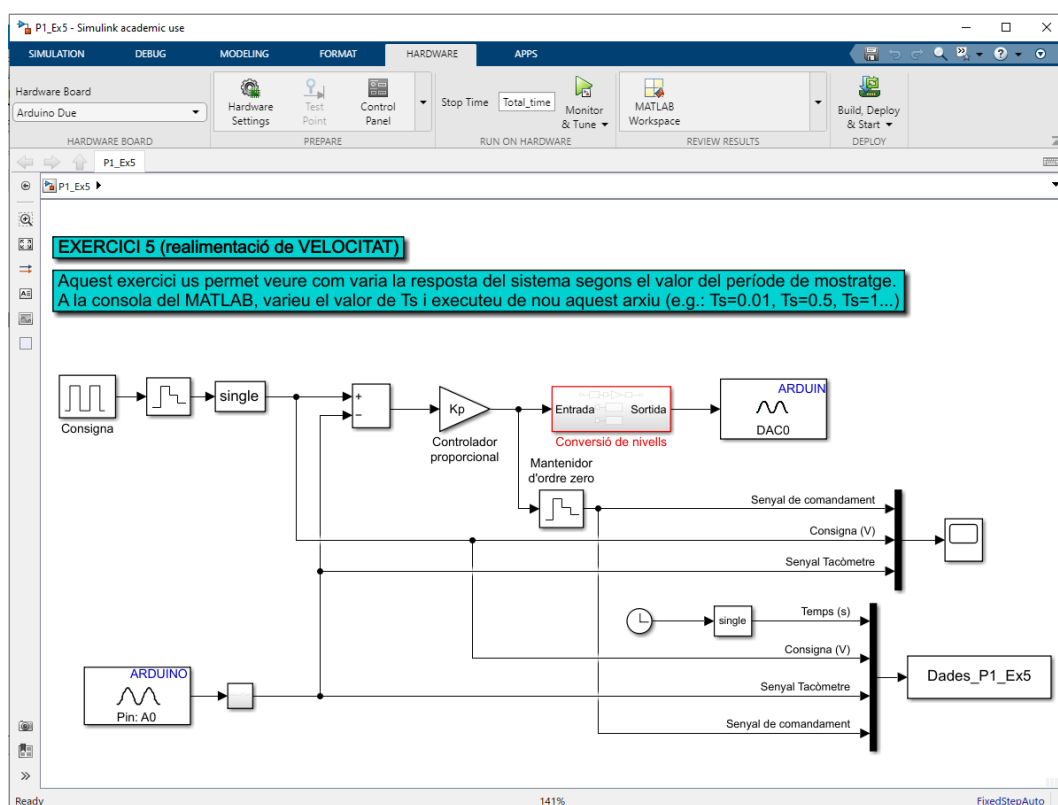 P1_Ex5 - Simulink academic use
SIMULATION DEBUG MODELING FORMAT HARDWARE APPS
Hardware Board
Arduino Due
Hardware Settings
Test Point
Control Panel
Stop Time Total_time
Monitor & Tune
MATLAB Workspace
Build, Deploy & Start
HARDWARE BOARD PREPARE RUN ON HARDWARE REVIEW RESULTS DEPLOY
P1_Ex5
P1_Ex5
EXERCICI 5 (realimentació de VELOCITAT)
Aquest exercici us permet veure com varia la resposta del sistema segons el valor del període de mostratge.
A la consola del MATLAB, varieu el valor de Ts i executeu de nou aquest arxiu (e.g.: Ts=0.01, Ts=0.5, Ts=1...)
Consigna
single
+
−
Kp
Controlador
proporcional
Entrada Sortida
Conversió de nivells
ARDUIN
DAC0
Mantenidor
d'ordre zero
Senyal de comandament
Consigna (V)
Senyal Tacòmetre
single
Temps (s)
Consigna (V)
Senyal Tacòmetre
Senyal de comandament
Dades_P1_Ex5
ARDUINO
Pin: A0
Ready 141% FixedStepAuto